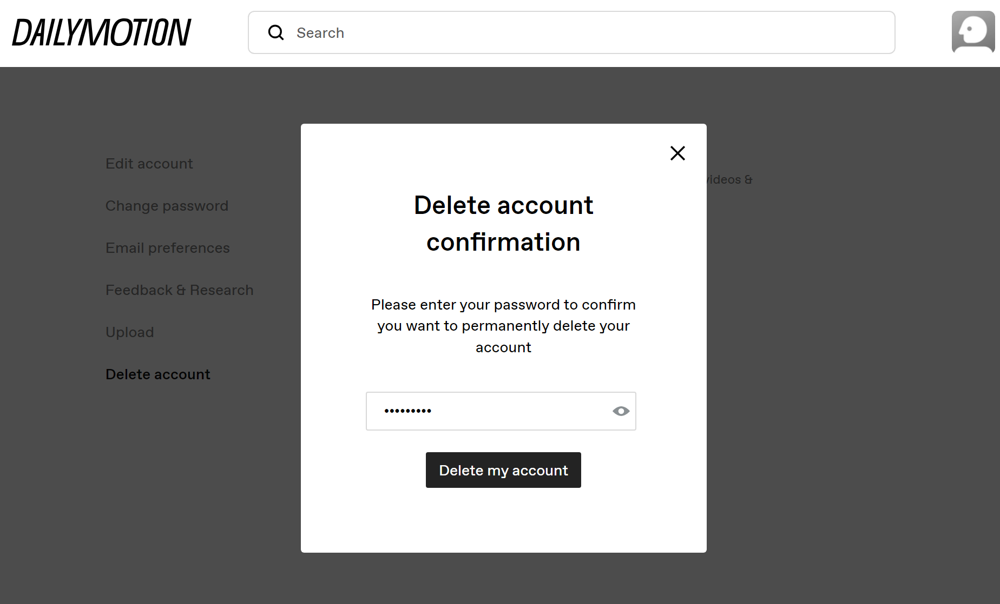 DAILYMOTION
Search
Edit account
Change password
Email preferences
Feedback & Research
Upload
Delete account
videos &
Delete account
confirmation
Please enter your password to confirm
you want to permanently delete your
account
•••••••••
Delete my account